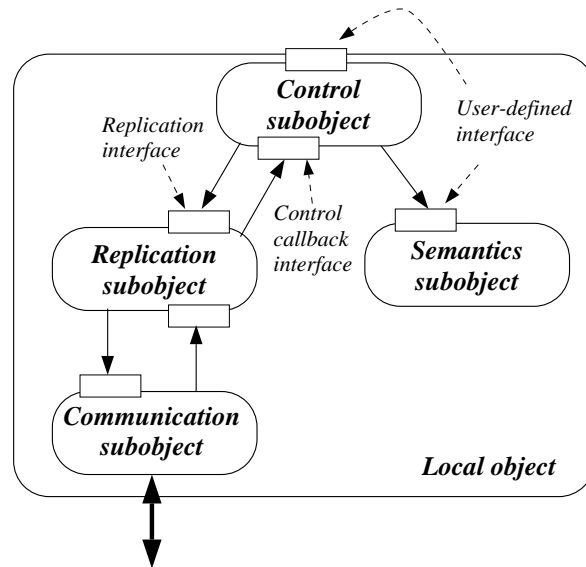 Control
subobject
User-defined
interface
Replication
interface
Control
callback
interface
Replication
subobject
Semantics
subobject
Communication
subobject
Local object